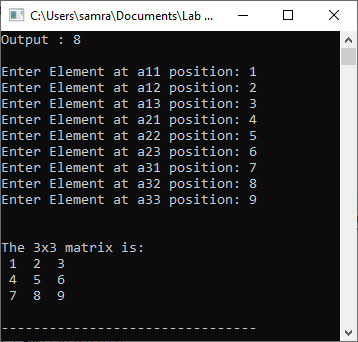 C:\Users\samra\Documents\Lab ...
Output : 8
Enter Element at a11 position: 1
Enter Element at a12 position: 2
Enter Element at a13 position: 3
Enter Element at a21 position: 4
Enter Element at a22 position: 5
Enter Element at a23 position: 6
Enter Element at a31 position: 7
Enter Element at a32 position: 8
Enter Element at a33 position: 9
The 3x3 matrix is:
1 2 3
4 5 6
7 8 9
--------------------------------